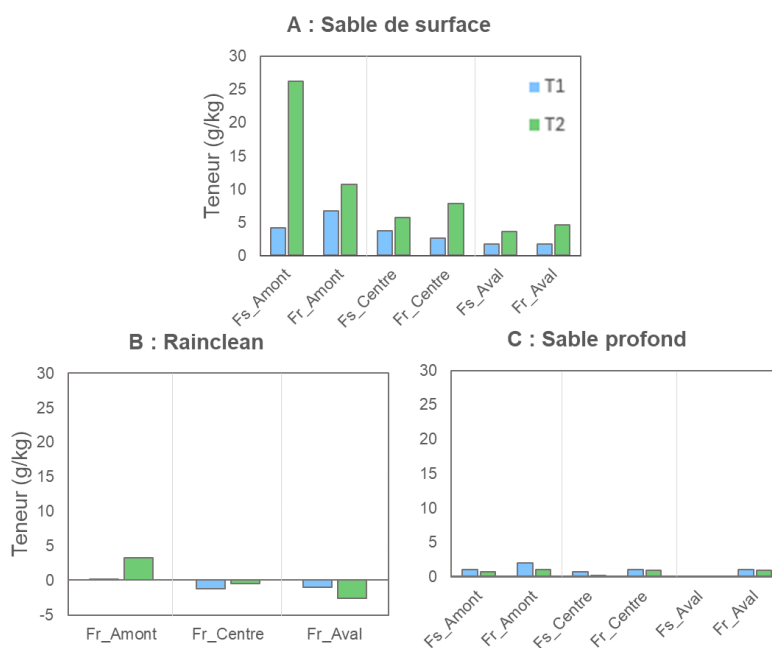 A : Sable de surface
Teneur (g/kg)
30
25
20
15
10
5
0
T1
T2
Fs_Amont
Fr_Amont
Fs_Centre
Fr_Centre
Fs_Aval
Fr_Aval
B : Rainclean
Teneur (g/kg)
30
25
20
15
10
5
0
-5
Fr_Amont
Fr_Centre
Fr_Aval
C : Sable profond
30
25
20
15
10
5
0
Fs_Amont
Fr_Amont
Fs_Centre
Fr_Centre
Fs_Aval
Fr_Aval